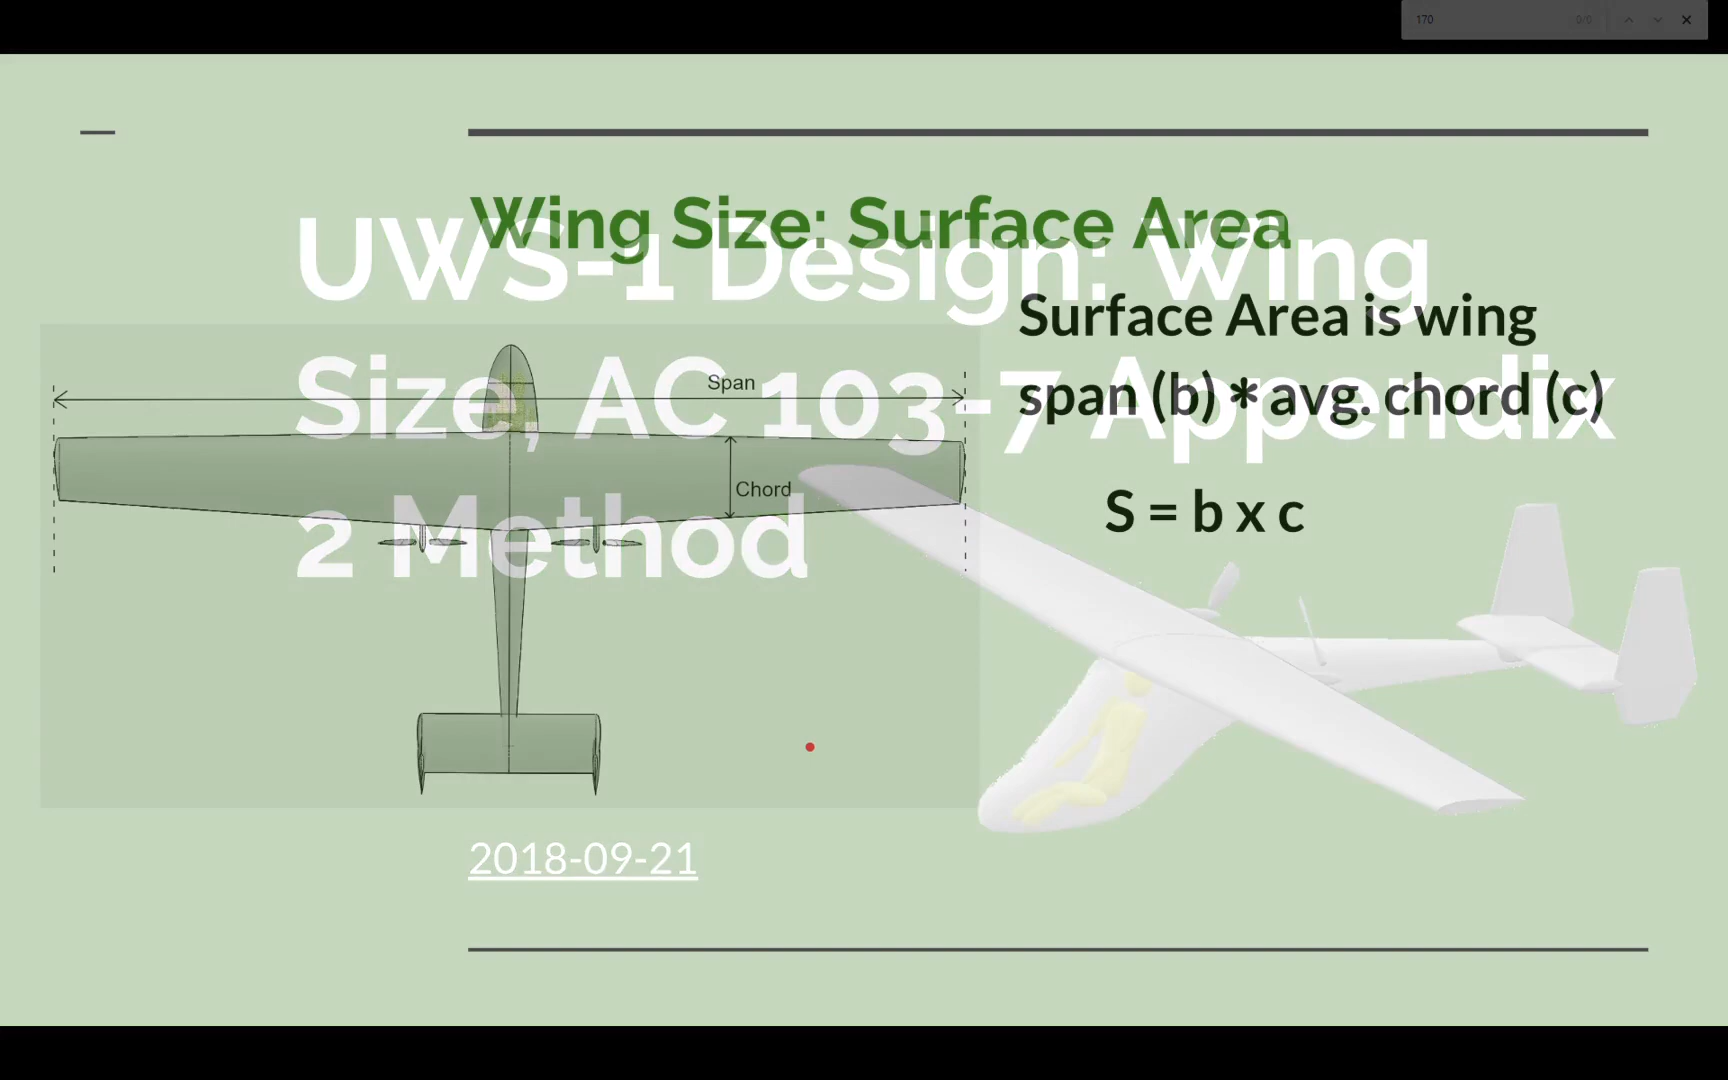 170
0/0
Wing Size: Surface Area
UWS-1 Design: Wing
Size, AC 103-7 Appendix
2 Method
Surface Area is wing
span (b) * avg. chord (c)
S = b x c
Span
Chord
2018-09-21